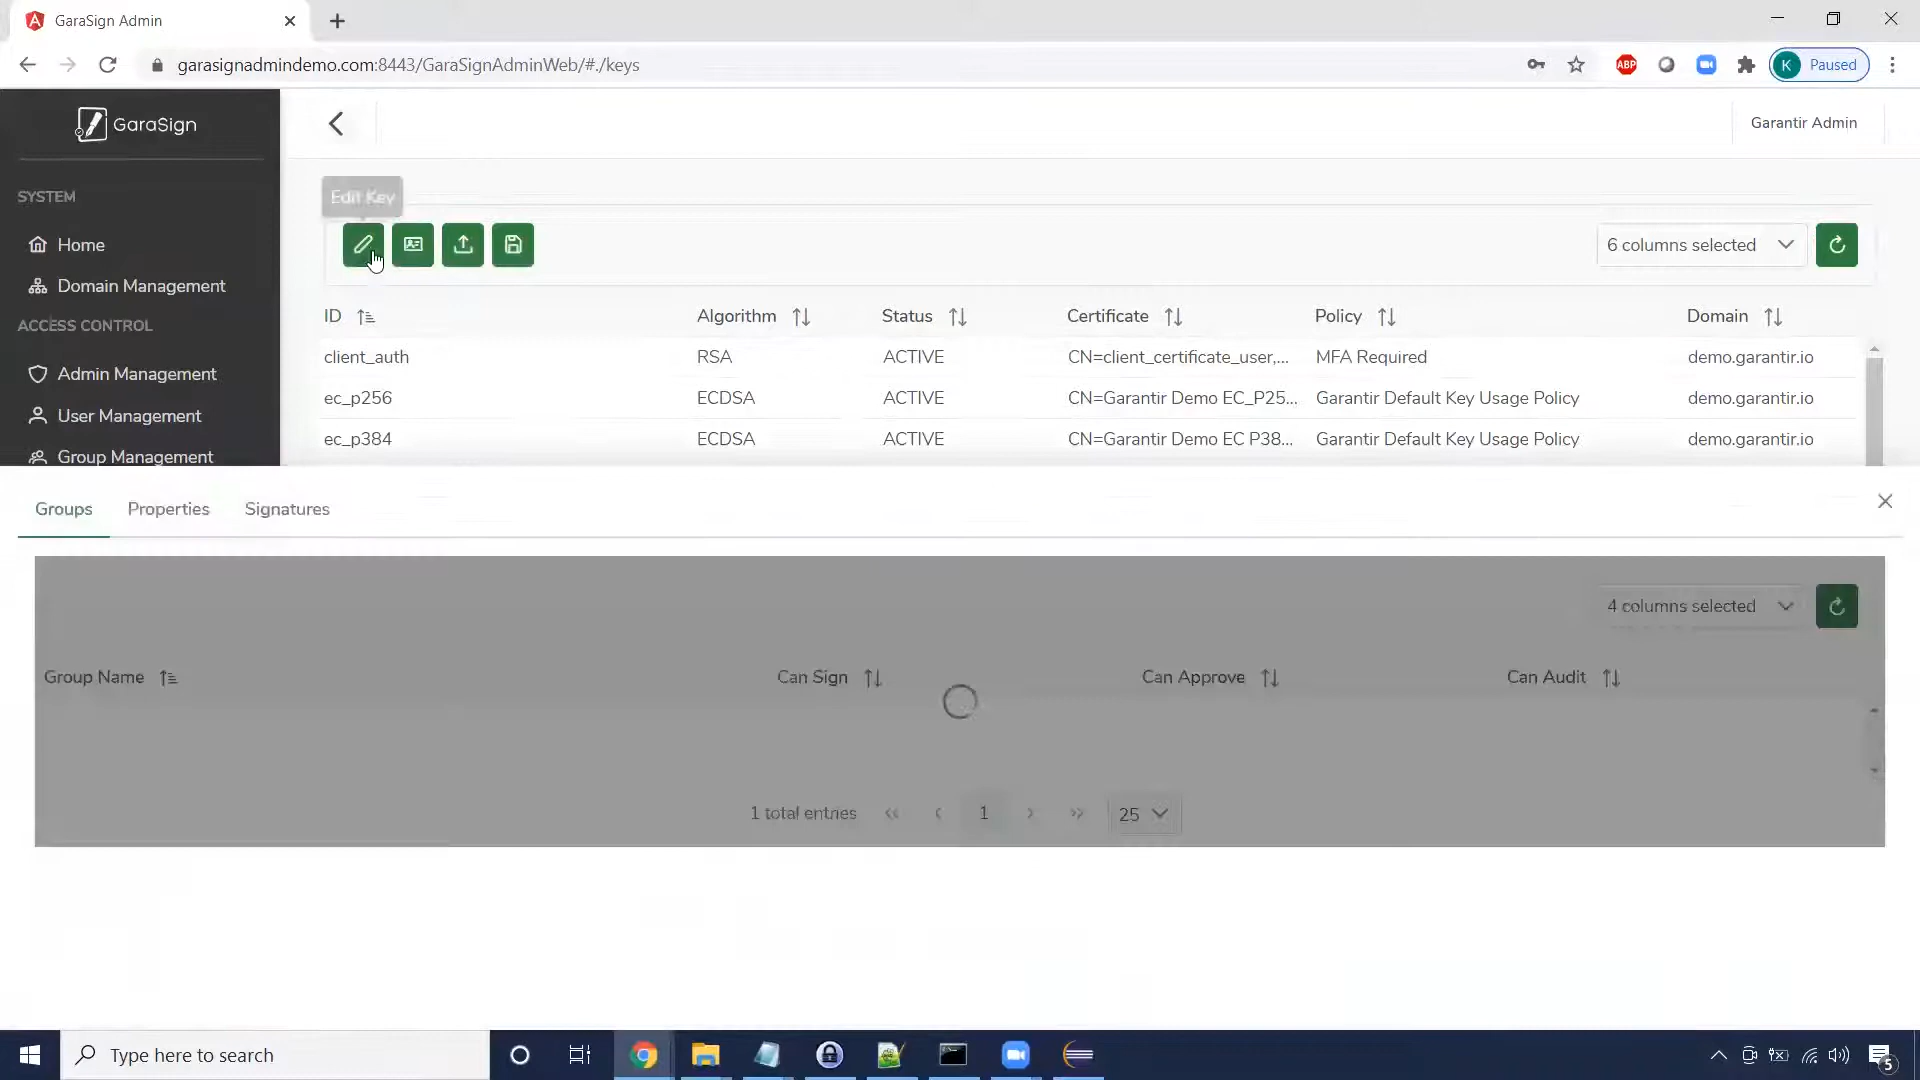 GaraSign Admin
garasignadmindemo.com:8443/GaraSignAdminWeb/#./keys
ABP
K Paused
GaraSign
Garantir Admin
SYSTEM
Home
Domain Management
ACCESS CONTROL
Admin Management
User Management
Group Management
Edit Key
6 columns selected
ID Algorithm Status Certificate Policy Domain
client_auth RSA ACTIVE CN=client_certificate_user,... MFA Required demo.garantir.io
ec_p256 ECDSA ACTIVE CN=Garantir Demo EC_P25... Garantir Default Key Usage Policy demo.garantir.io
ec_p384 ECDSA ACTIVE CN=Garantir Demo EC P38... Garantir Default Key Usage Policy demo.garantir.io
Groups Properties Signatures
4 columns selected
Group Name Can Sign Can Approve Can Audit
1 total entries « ‹ 1 › » 25
Type here to search
5